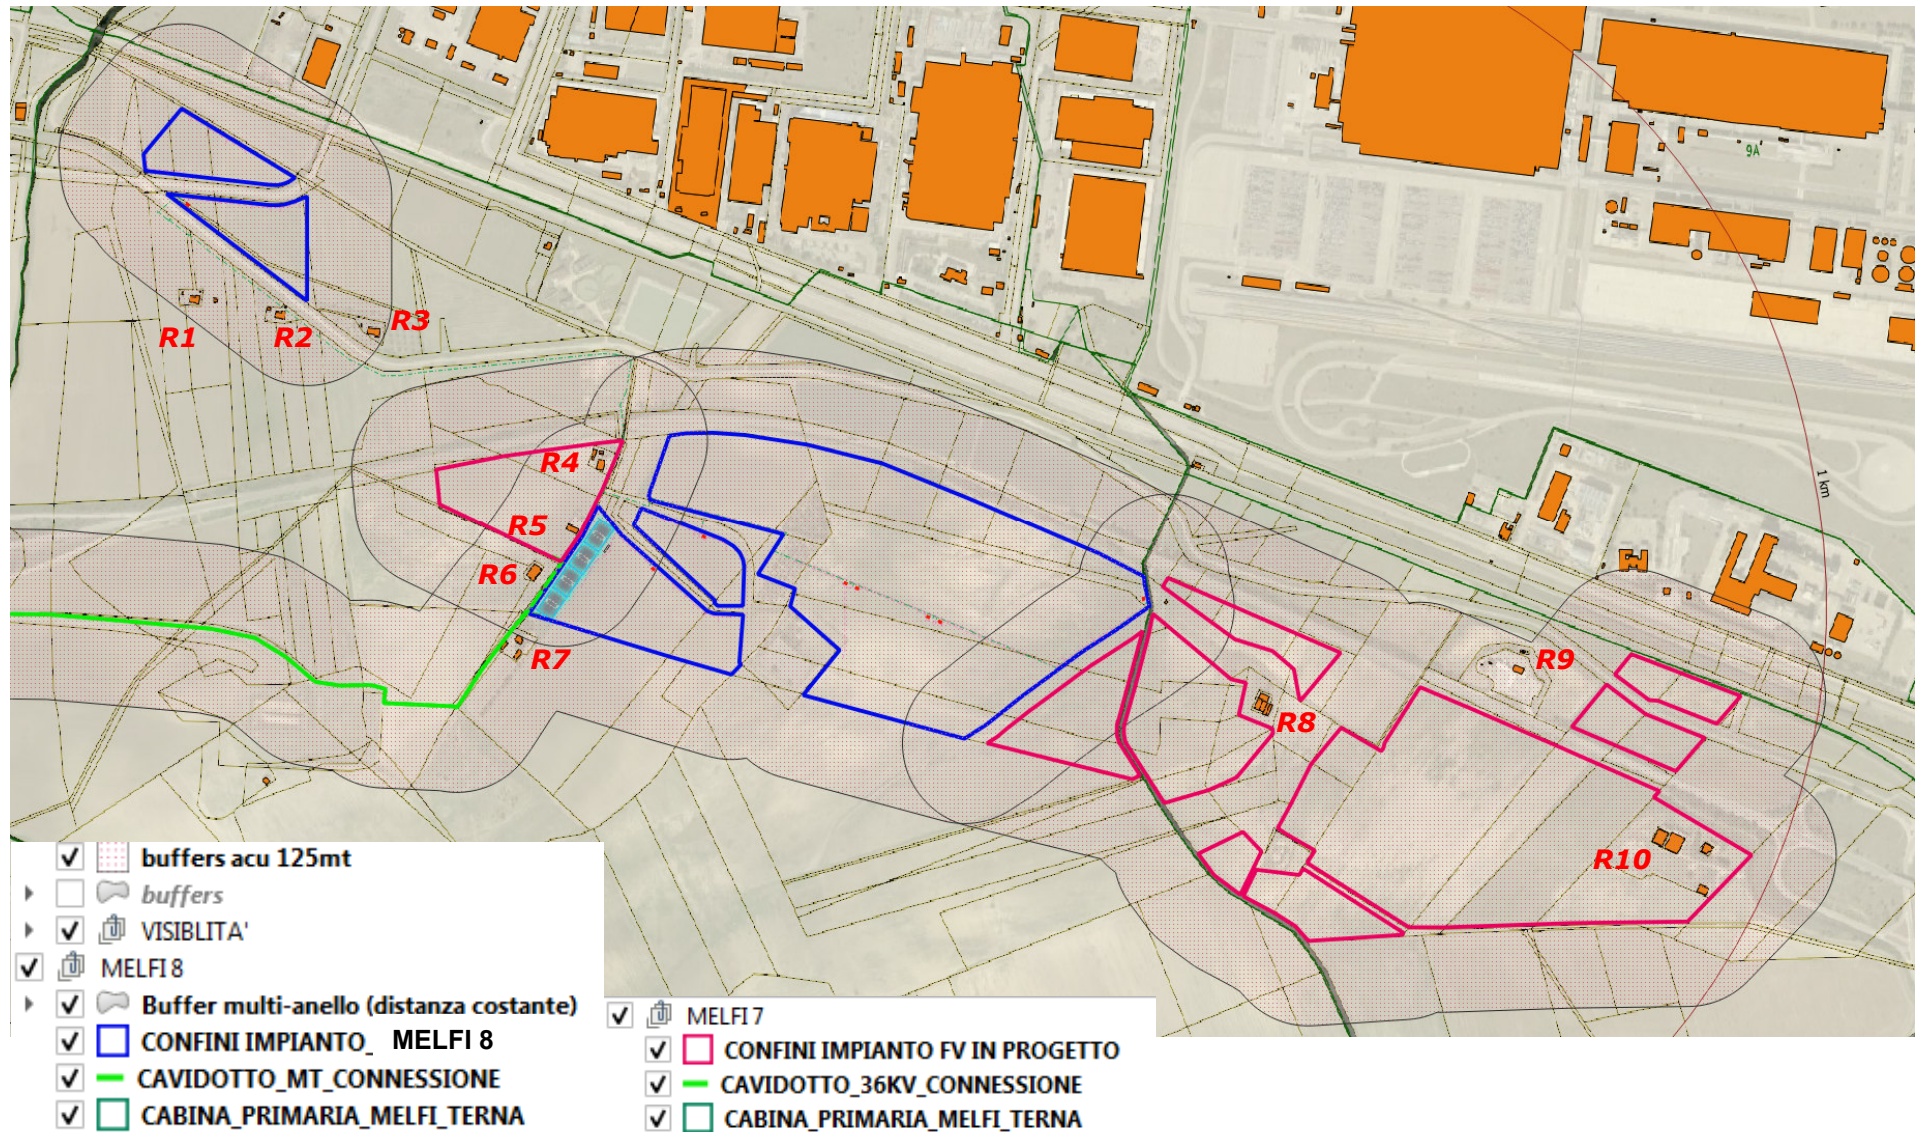 9A
1 km
R1
R2
R3
R4
R5
R6
R7
R8
R9
R10
buffers acu 125mt
buffers
VISIBLITA'
MELFI 8
Buffer multi-anello (distanza costante)
CONFINI IMPIANTO_ MELFI 8
CAVIDOTTO_MT_CONNESSIONE
CABINA_PRIMARIA_MELFI_TERNA
MELFI 7
CONFINI IMPIANTO FV IN PROGETTO
CAVIDOTTO_36KV_CONNESSIONE
CABINA_PRIMARIA_MELFI_TERNA